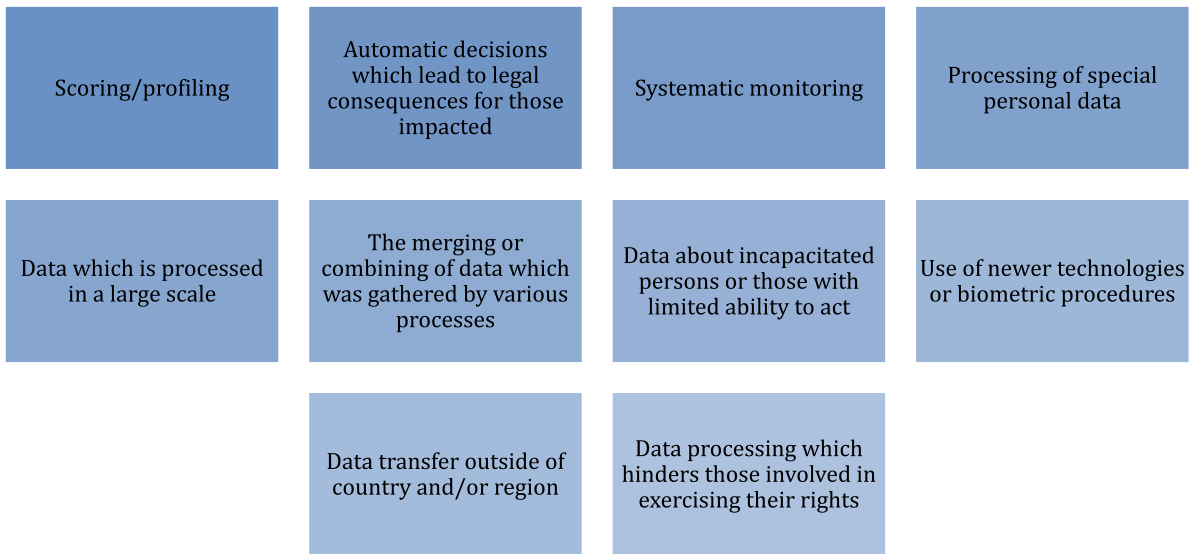 Scoring/profiling
Automatic decisions
which lead to legal
consequences for those
impacted
Systematic monitoring
Processing of special
personal data
Data which is processed
in a large scale
The merging or
combining of data which
was gathered by various
processes
Data about incapacitated
persons or those with
limited ability to act
Use of newer technologies
or biometric procedures
Data transfer outside of
country and/or region
Data processing which
hinders those involved in
exercising their rights